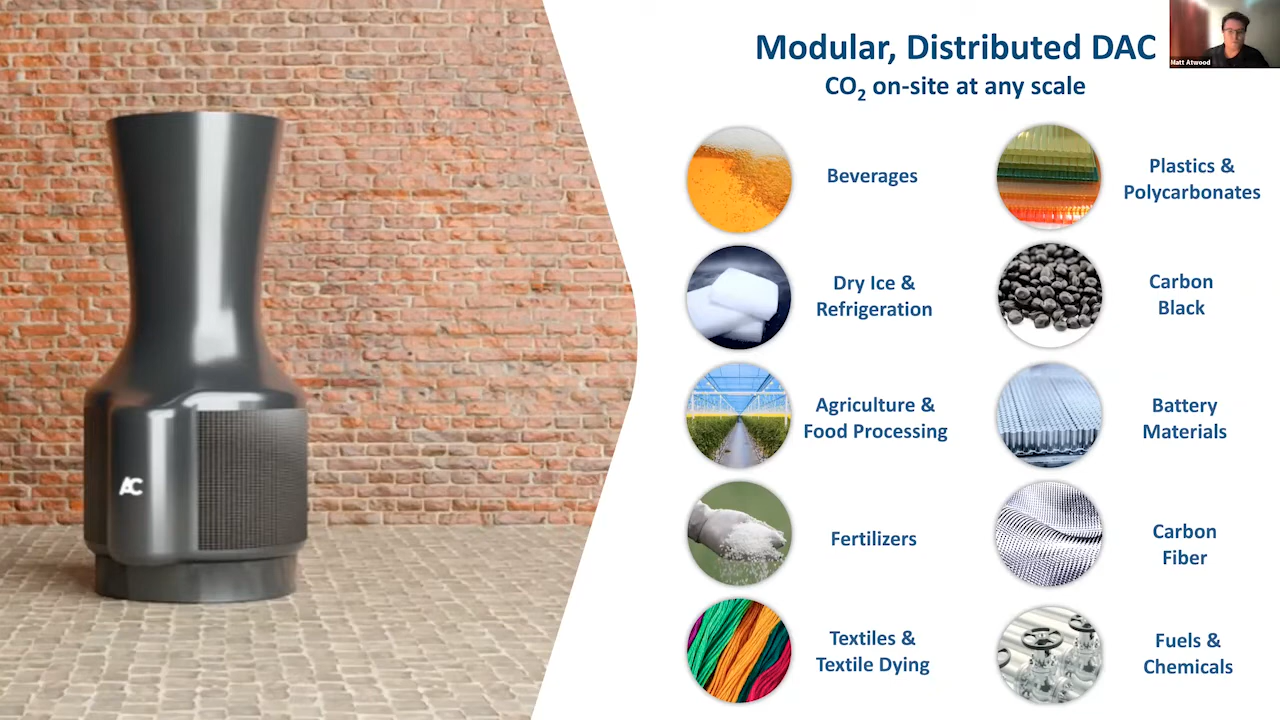 Modular, Distributed DAC
CO₂ on-site at any scale
Matt Atwood
Beverages
Plastics &
Polycarbonates
Dry Ice &
Refrigeration
Carbon
Black
Agriculture &
Food Processing
Battery
Materials
Fertilizers
Carbon
Fiber
Textiles &
Textile Dying
Fuels &
Chemicals
AC